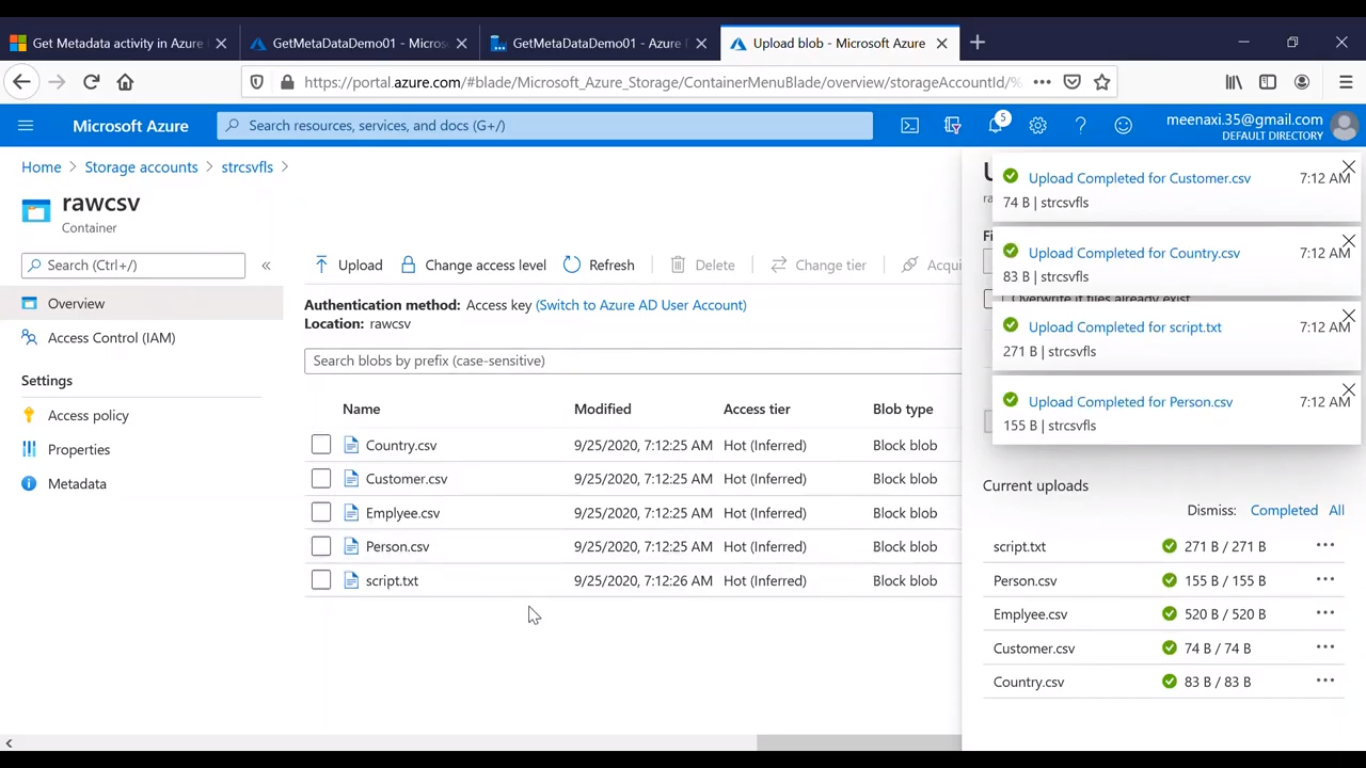 Get Metadata activity in Azure
GetMetaDataDemo01 - Micros
GetMetaDataDemo01 - Azure
Upload blob - Microsoft Azure
https://portal.azure.com/#blade/Microsoft_Azure_Storage/ContainerMenuBlade/overview/storageAccountId/%
Microsoft Azure
Search resources, services, and docs (G+/)
5
meenaxi.35@gmail.com
DEFAULT DIRECTORY
Home > Storage accounts > strcsvfls >
rawcsv
Container
Search (Ctrl+/)
«
Overview
Access Control (IAM)
Settings
Access policy
Properties
Metadata
Upload
Change access level
Refresh
Delete
Change tier
Acqui
Authentication method: Access key (Switch to Azure AD User Account)
Location: rawcsv
Search blobs by prefix (case-sensitive)
Name Modified Access tier Blob type
Country.csv 9/25/2020, 7:12:25 AM Hot (Inferred) Block blob
Customer.csv 9/25/2020, 7:12:25 AM Hot (Inferred) Block blob
Emplyee.csv 9/25/2020, 7:12:25 AM Hot (Inferred) Block blob
Person.csv 9/25/2020, 7:12:25 AM Hot (Inferred) Block blob
script.txt 9/25/2020, 7:12:26 AM Hot (Inferred) Block blob
Upload Completed for Customer.csv 7:12 AM
74 B | strcsvfls
Upload Completed for Country.csv 7:12 AM
83 B | strcsvfls
Overwrite if files already exist
Upload Completed for script.txt 7:12 AM
271 B | strcsvfls
Upload Completed for Person.csv 7:12 AM
155 B | strcsvfls
Current uploads
Dismiss: Completed All
script.txt 271 B / 271 B
Person.csv 155 B / 155 B
Emplyee.csv 520 B / 520 B
Customer.csv 74 B / 74 B
Country.csv 83 B / 83 B